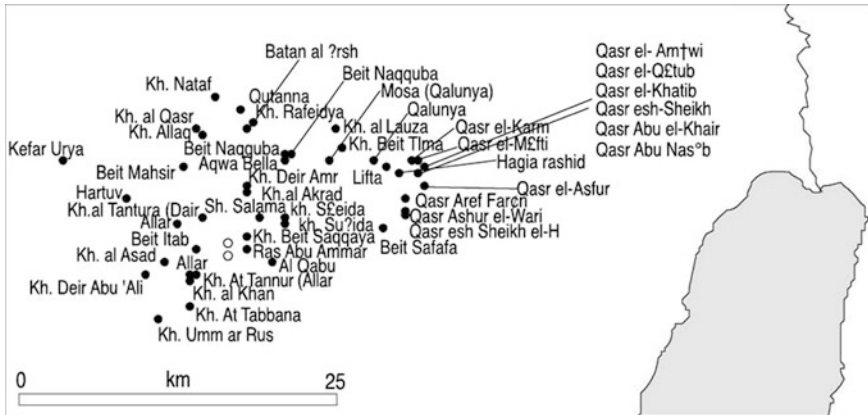 Batan al ?rsh
Beit Naqquba
Mosa (Qalunya)
Qalunya
Qasr el- Am†wi
Qasr el-Q£tub
Qasr el-Khatib
Qasr esh-Sheikh
Qasr Abu el-Khair
Qasr Abu Nas°b
Kh. Nataf
Qutanna
Kh. Rafeidya
Kh. al Qasr
Kh. Allaq
Kh. al Lauza
Kh. Beit TIma
Qasr el-Karm
Qasr el-M£fti
Hagia rashid
Kefar Urya
Beit Mahsir
Beit Naqquba
Aqwa Bella
Lifta
Kh. Deir Amr
Kh.al Akrad
Qasr el-Asfur
Hartuv
Kh.al Tantura (Dair
Sh. Salama
kh. S£eida
Qasr Aref Far¢n
Allar
kh. Su?ida
Qasr Ashur el-Wari
Qasr esh Sheikh el-H
Beit Itab
Kh. Beit Saqqaya
Beit Safafa
Kh. al Asad
Allar
Ras Abu Ammar
Al Qabu
Kh. Deir Abu 'Ali
Kh. At Tannur (Allar
Kh. al Khan
Kh. At Tabbana
Kh. Umm ar Rus
0 km 25